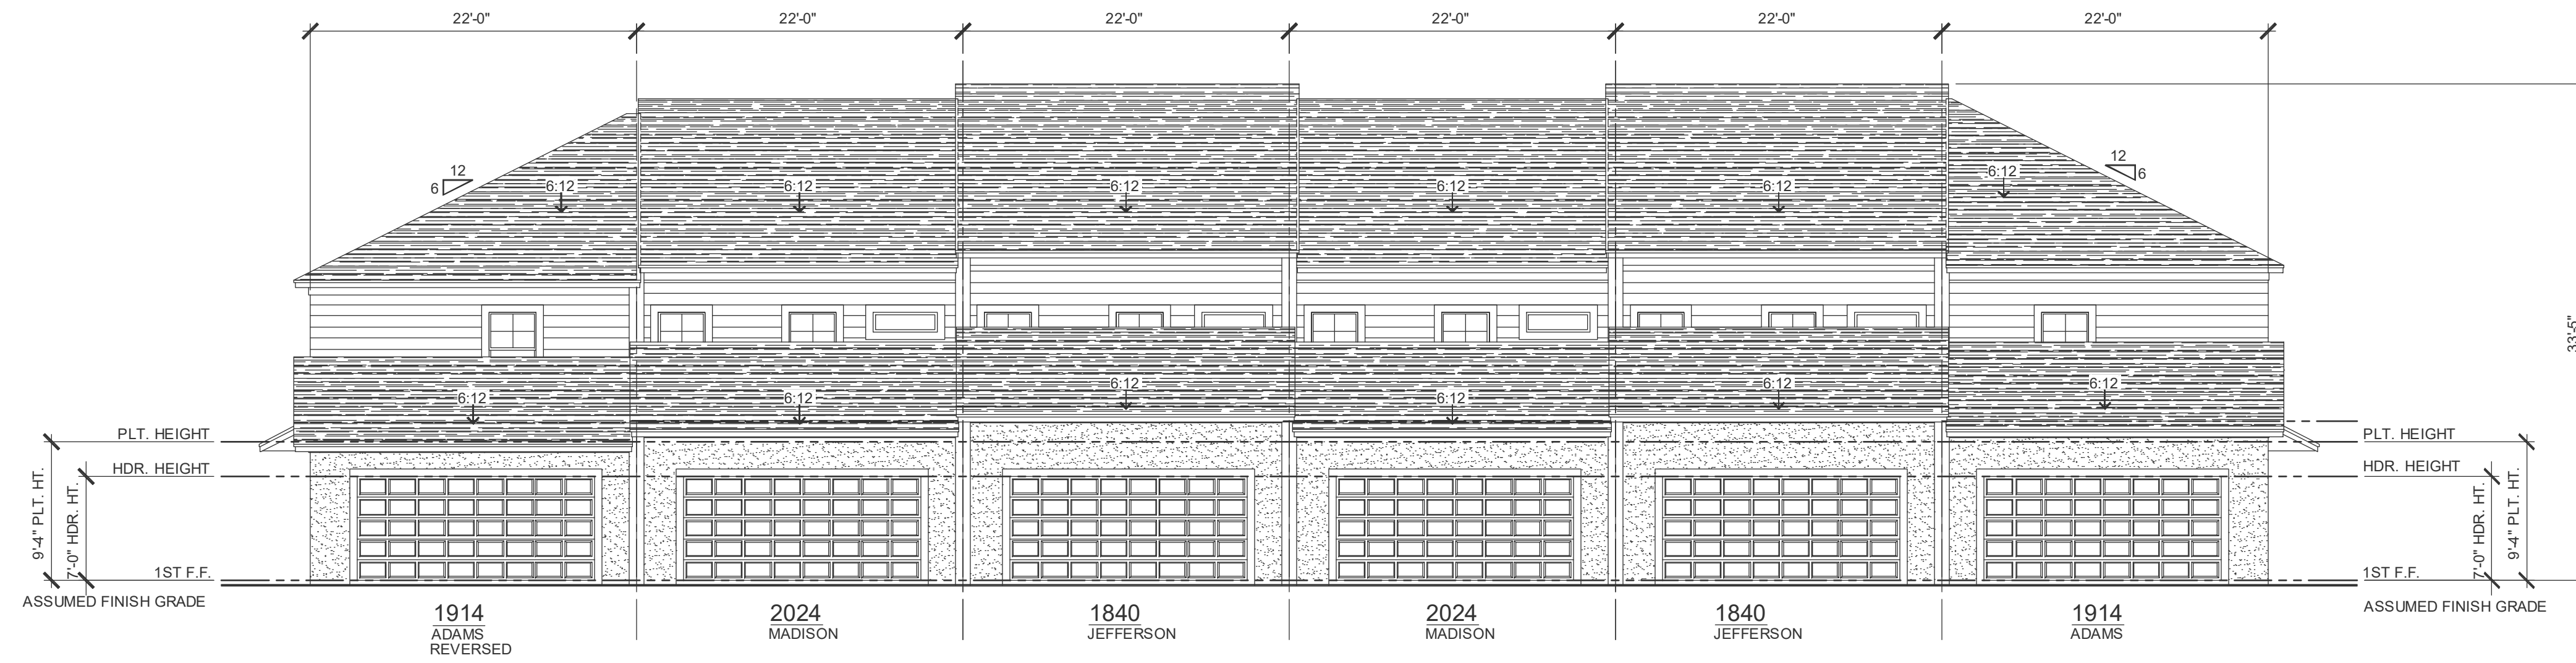 22'-0" 22'-0" 22'-0" 22'-0" 22'-0" 22'-0"
12 12
6 6:12 6:12 6:12 6:12 6:12 6:12 6
33'-5"
6:12 6:12 6:12 6:12 6:12 6:12
PLT. HEIGHT PLT. HEIGHT
HDR. HEIGHT HDR. HEIGHT
9'-4" PLT. HT.
7'-0" HDR. HT.
7'-0" HDR. HT.
9'-4" PLT. HT.
1ST F.F. 1ST F.F.
ASSUMED FINISH GRADE ASSUMED FINISH GRADE
1914 2024 1840 2024 1840 1914
ADAMS MADISON JEFFERSON MADISON JEFFERSON ADAMS
REVERSED